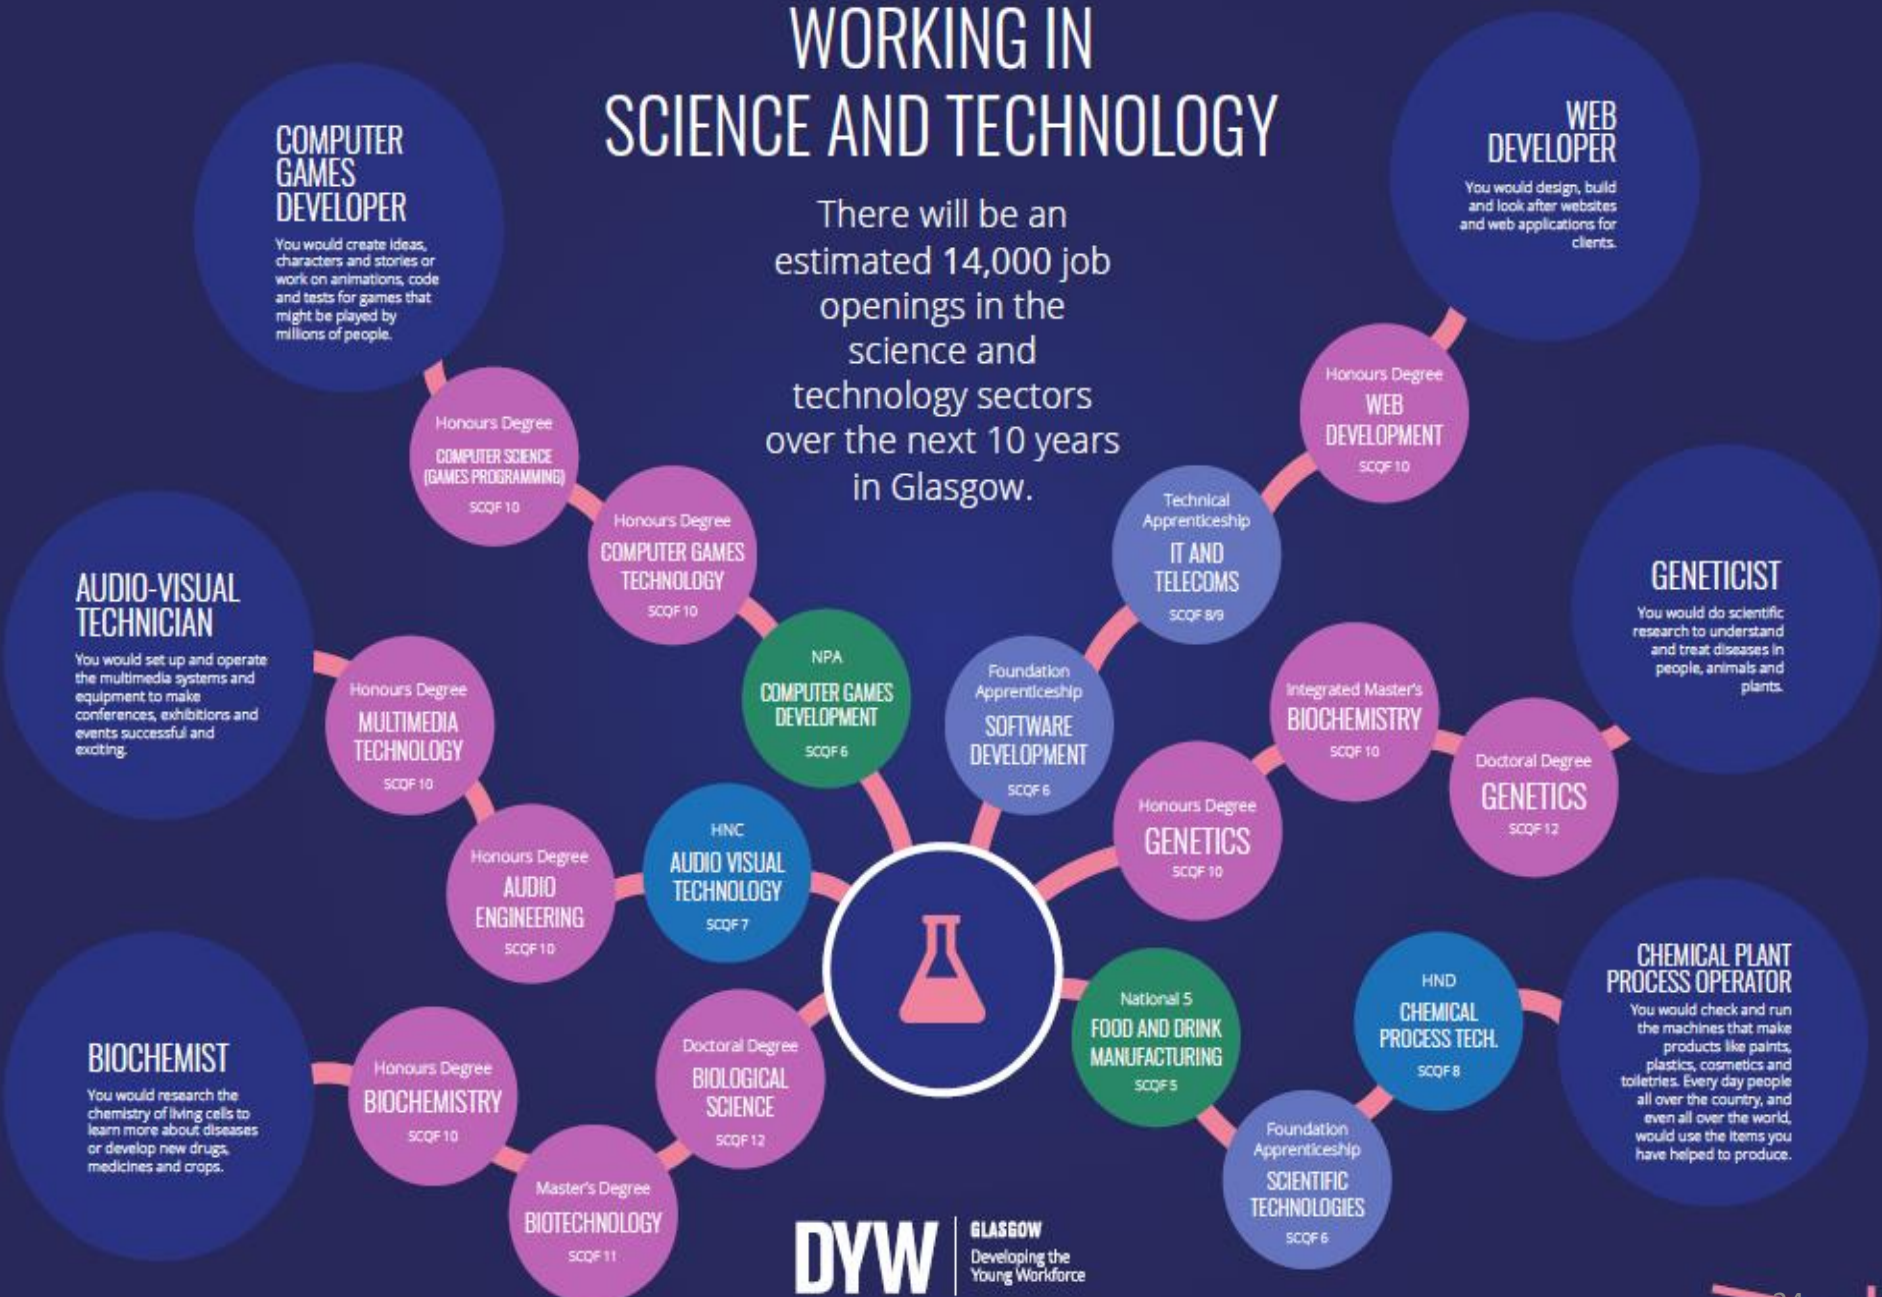 WORKING IN
SCIENCE AND TECHNOLOGY
There will be an
estimated 14,000 job
openings in the
science and
technology sectors
over the next 10 years
in Glasgow.
COMPUTER
GAMES
DEVELOPER
You would create ideas,
characters and stories or
work on animations, code
and tests for games that
might be played by
millions of people.
Honours Degree
COMPUTER SCIENCE
(GAMES PROGRAMMING)
SCQF 10
Honours Degree
COMPUTER GAMES
TECHNOLOGY
SCQF 10
NPA
COMPUTER GAMES
DEVELOPMENT
SCQF 6
WEB
DEVELOPER
You would design, build
and look after websites
and web applications for
clients.
Honours Degree
WEB
DEVELOPMENT
SCQF 10
Technical
Apprenticeship
IT AND
TELECOMS
SCQF 8/9
Foundation
Apprenticeship
SOFTWARE
DEVELOPMENT
SCQF 6
AUDIO-VISUAL
TECHNICIAN
You would set up and operate
the multimedia systems and
equipment to make
conferences, exhibitions and
events successful and
exciting.
Honours Degree
MULTIMEDIA
TECHNOLOGY
SCQF 10
Honours Degree
AUDIO
ENGINEERING
SCQF 10
HNC
AUDIO VISUAL
TECHNOLOGY
SCQF 7
GENETICIST
You would do scientific
research to understand
and treat diseases in
people, animals and
plants.
Doctoral Degree
GENETICS
SCQF 12
Integrated Master's
BIOCHEMISTRY
SCQF 10
Honours Degree
GENETICS
SCQF 10
BIOCHEMIST
You would research the
chemistry of living cells to
learn more about diseases
or develop new drugs,
medicines and crops.
Honours Degree
BIOCHEMISTRY
SCQF 10
Master's Degree
BIOTECHNOLOGY
SCQF 11
Doctoral Degree
BIOLOGICAL
SCIENCE
SCQF 12
CHEMICAL PLANT
PROCESS OPERATOR
You would check and run
the machines that make
products like paints,
plastics, cosmetics and
toiletries. Every day people
all over the country, and
even all over the world,
would use the items you
have helped to produce.
HND
CHEMICAL
PROCESS TECH.
SCQF 8
Foundation
Apprenticeship
SCIENTIFIC
TECHNOLOGIES
SCQF 6
National 5
FOOD AND DRINK
MANUFACTURING
SCQF 5
DYW
GLASGOW
Developing the
Young Workforce